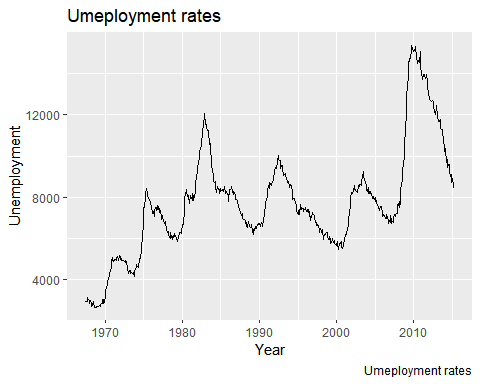 Umeployment rates
Unemployment
12000
8000
4000
1970 1980 1990 2000 2010
Year
Umeployment rates